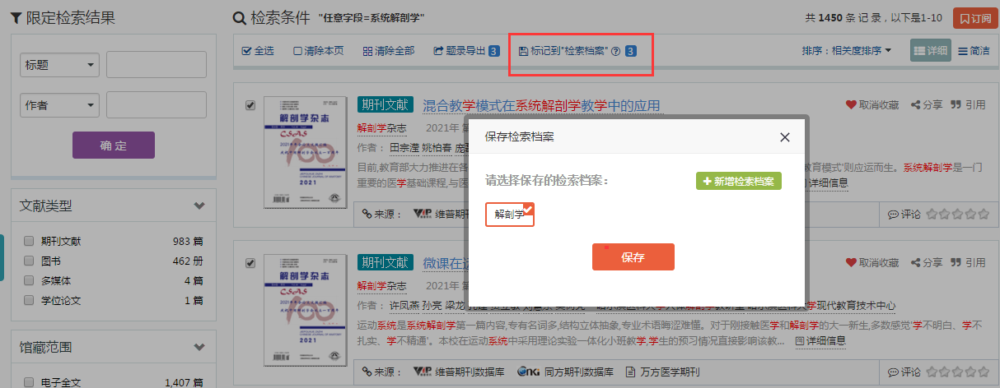 限定检索结果
检索条件 "任意字段=系统解剖学"
共 1450 条 记 录，以下是1-10
订阅
全选 清除本页 清除全部 题录导出 3 标记到"检索档案" 3
排序：相关度排序 详细 简洁
标题
作者
确 定
期刊文献 混合教学模式在系统解剖学教学中的应用
取消收藏 分享 引用
解剖学杂志 2021年 第
作者： 田宗滢 姚柏春
目前,教育部大力推进在各
教育模式"则应运而生。系统解剖学是一门
重要的医学基础课程,与医
详细信息
来源： 维普期刊
评论
保存检索档案
请选择保存的检索档案：
新增检索档案
解剖学
保存
文献类型
期刊文献 983 篇
图书 462 册
多媒体 4 篇
学位论文 1 篇
馆藏范围
电子全文 1,407 篇
期刊文献 微课在
取消收藏 分享 引用
解剖学杂志 2021年
作者： 许凤燕 孙亮 梁龙
学现代教育技术中心
运动系统是系统解剖学第一篇内容,专有名词多,结构立体抽象,专业术语晦涩难懂。对于刚接触医学和解剖学的大一新生,多数感觉'学不明白、学不
扎实、学不精通'。本校在运动系统中采用理论实验一体化小班教学,学生的预习情况直接影响该教... 详细信息
来源： 维普期刊数据库 同方期刊数据库 万方医学期刊
评论
解剖学杂志
CSAS
100
2021
解剖学杂志
CSAS
100
2021